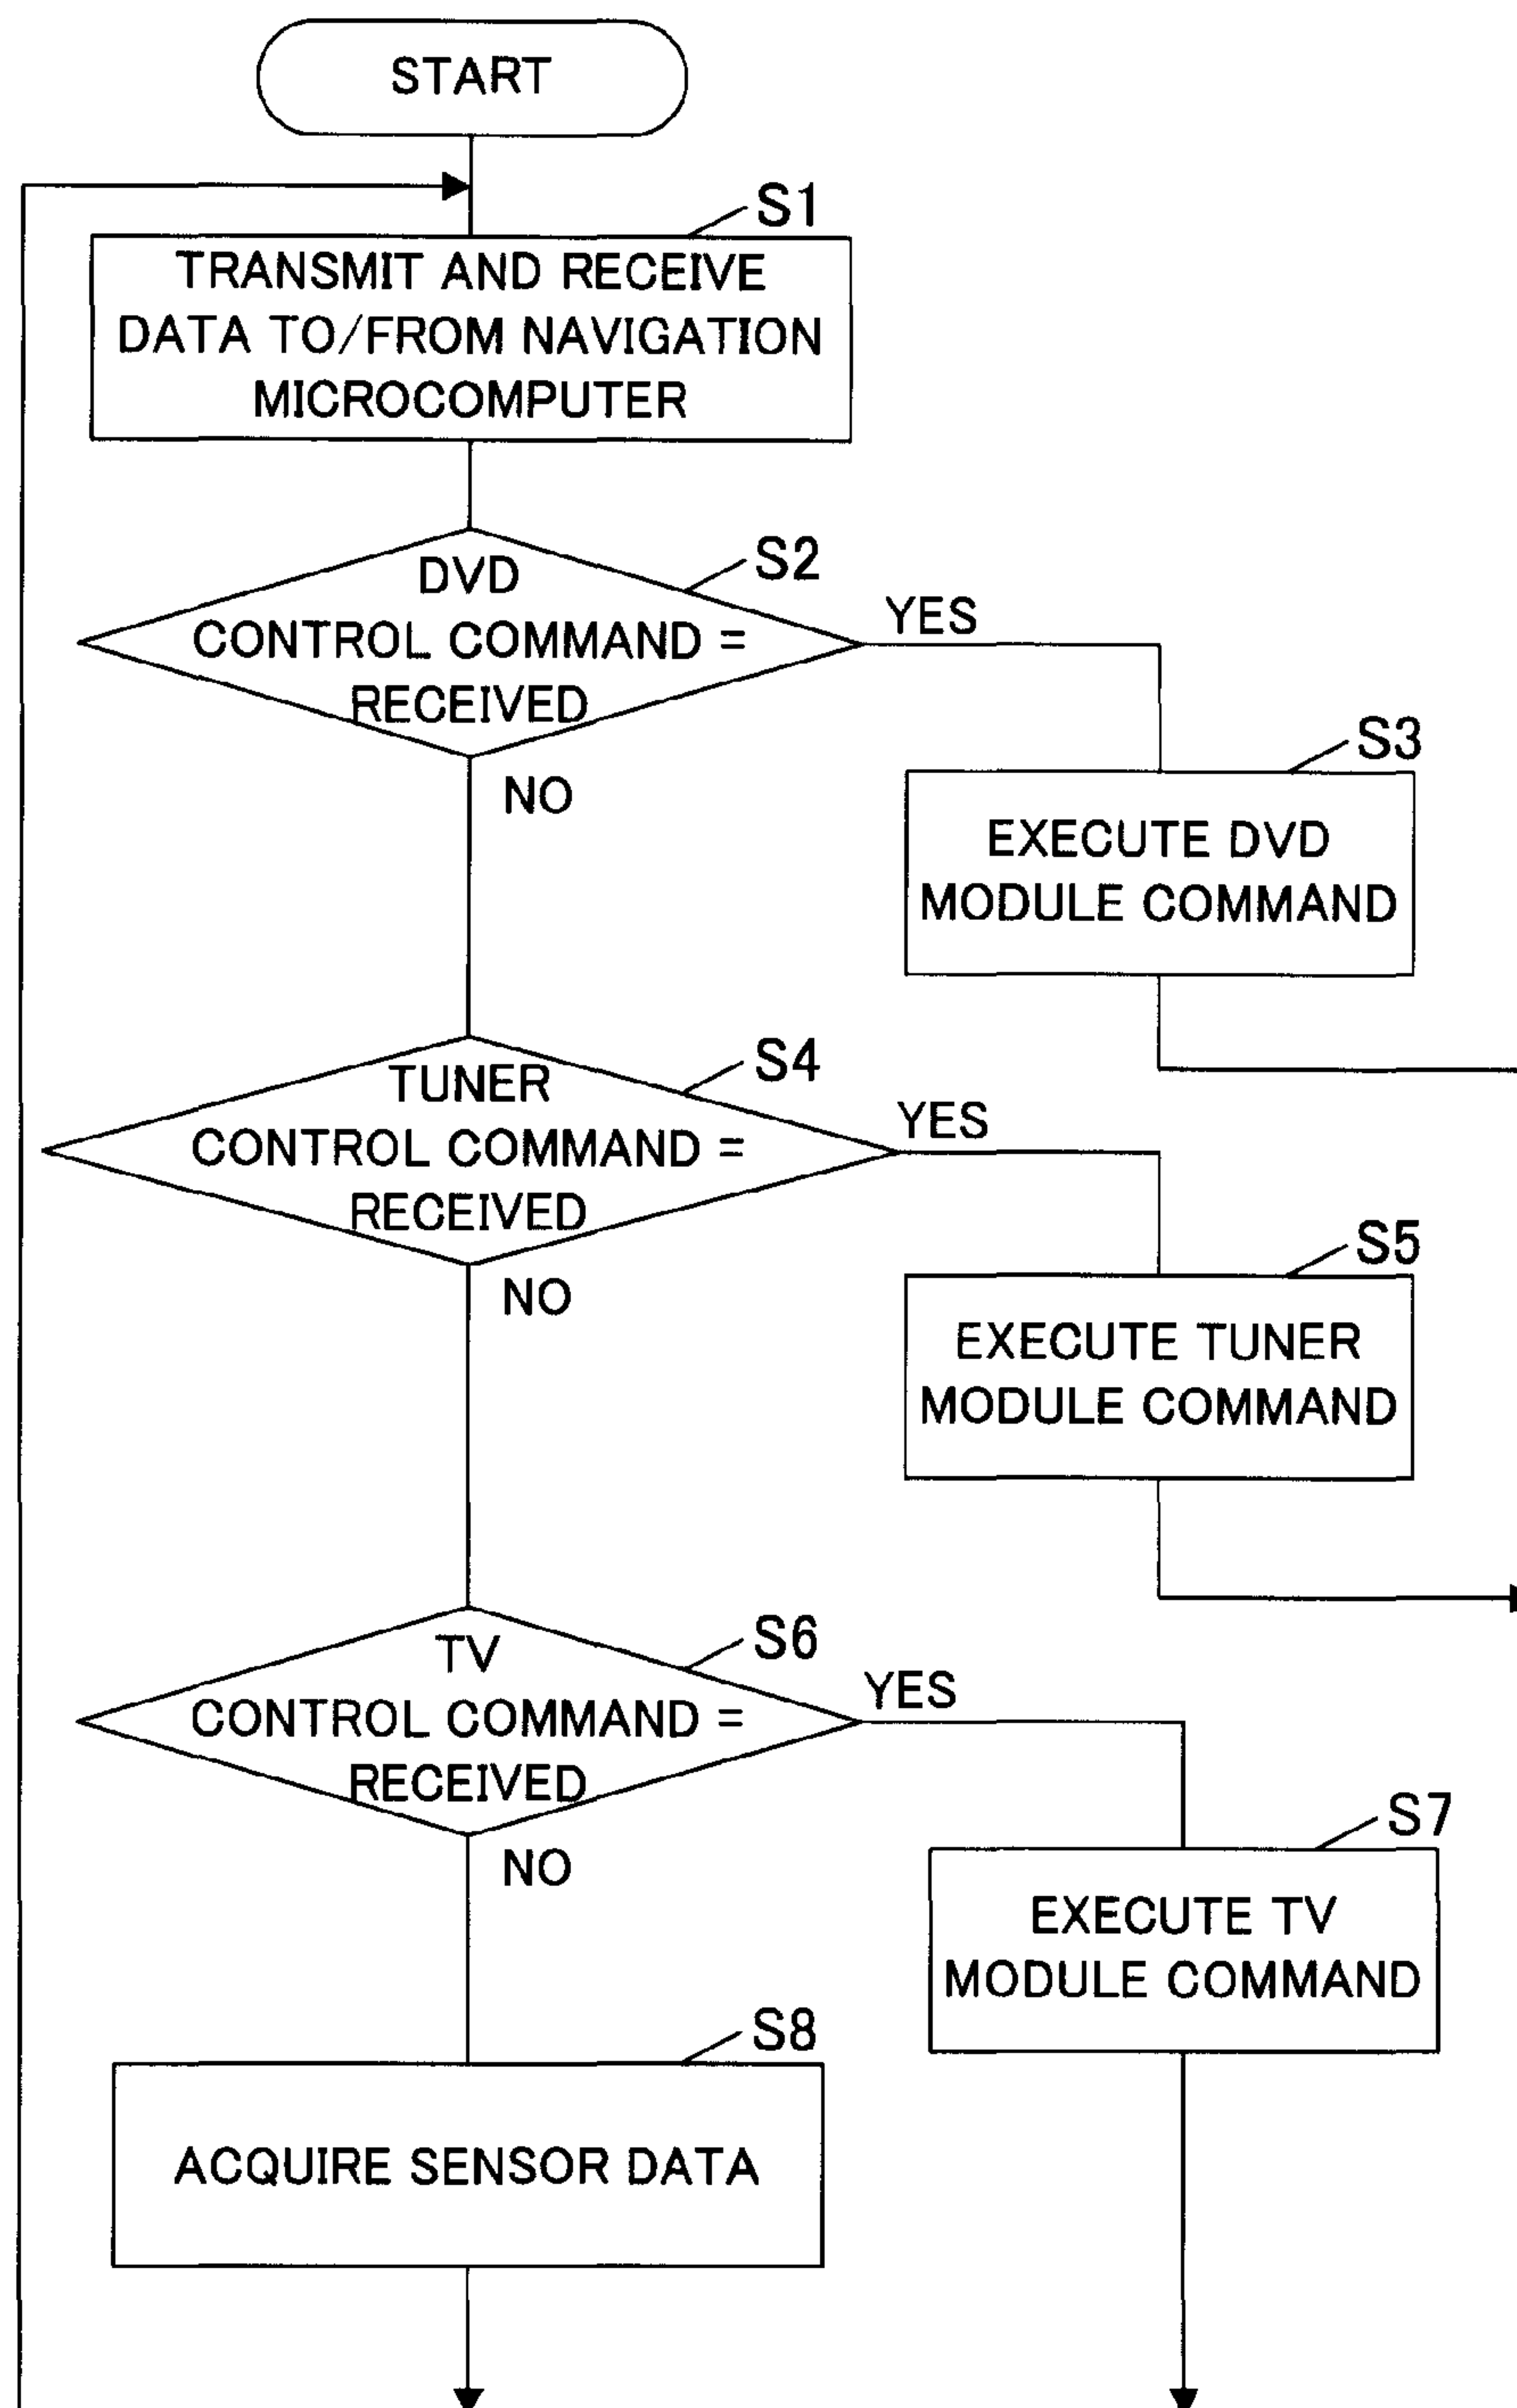 START
S1
TRANSMIT AND RECEIVE
DATA TO/FROM NAVIGATION
MICROCOMPUTER
S2
DVD
CONTROL COMMAND =
RECEIVED
YES
NO
S3
EXECUTE DVD
MODULE COMMAND
S4
TUNER
CONTROL COMMAND =
RECEIVED
YES
NO
S5
EXECUTE TUNER
MODULE COMMAND
S6
TV
CONTROL COMMAND =
RECEIVED
YES
NO
S7
EXECUTE TV
MODULE COMMAND
S8
ACQUIRE SENSOR DATA